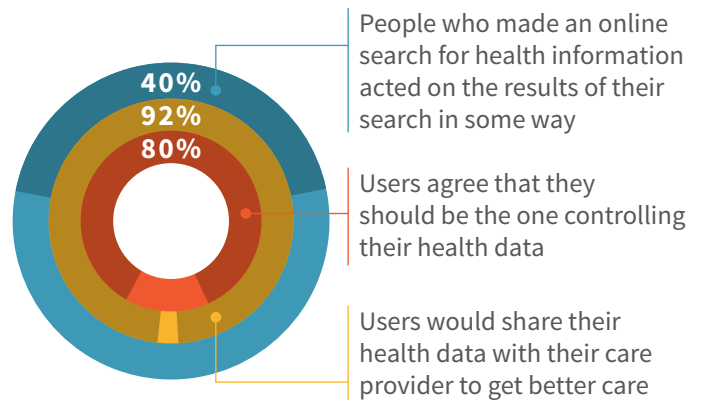 40%
92%
80%
People who made an online
search for health information
acted on the results of their
search in some way
Users agree that they
should be the one controlling
their health data
Users would share their
health data with their care
provider to get better care